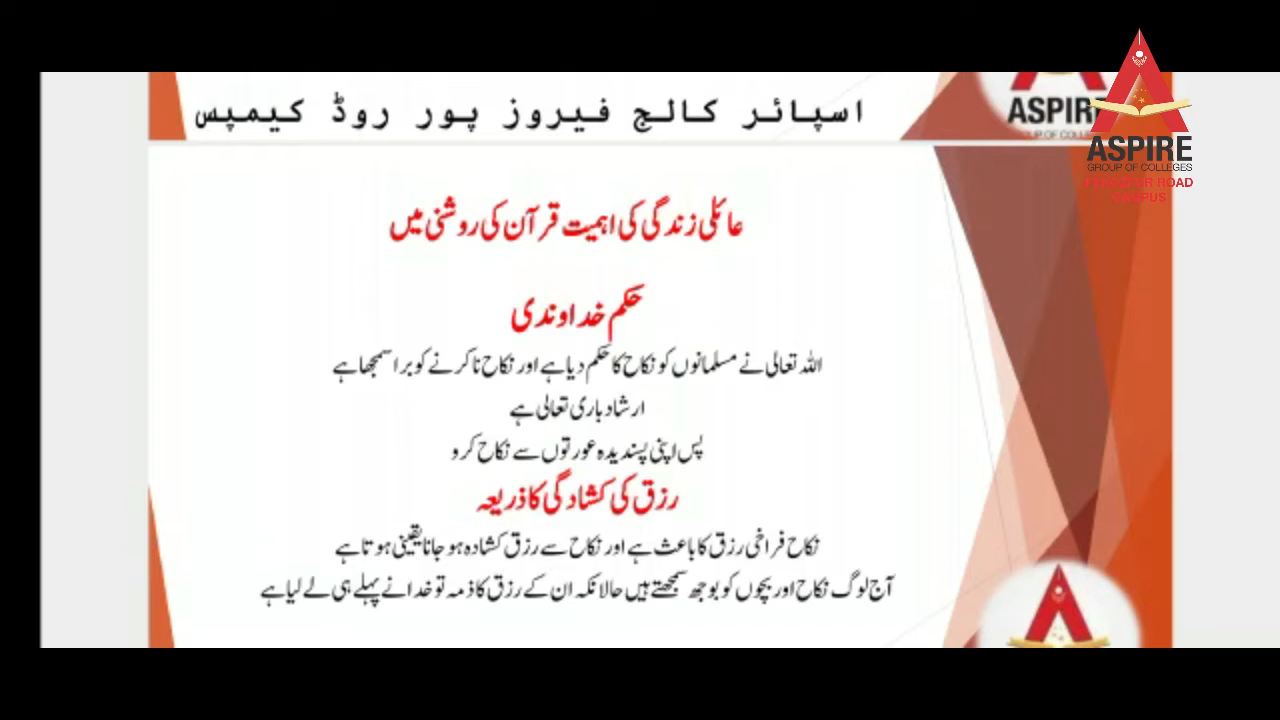 اسپائر کالج فیروز پور روڈ کیمپس
ASPIRE
ASPIRE
GROUP OF COLLEGES
ROAD
CAMPUS
عائلی زندگی کی اہمیت قرآن کی روشنی میں
حکم خداوندی
اللہ تعالی نے مسلمانوں کو نکاح کا حکم دیا ہے اور نکاح نا کرنے کو برا سمجھا ہے
ارشاد باری تعالی ہے
پس اپنی پسندیدہ عورتوں سے نکاح کرو
رزق کی کشادگی کا ذریعہ
نکاح فراخی رزق کا باعث ہے اور نکاح سے رزق کشادہ ہو جانا یقینی ہوتا ہے
آج لوگ نکاح اور بچوں کو بوجھ سمجھتے ہیں حالانکہ ان کے رزق کا ذمہ تو خدا نے پہلے ہی لے لیا ہے